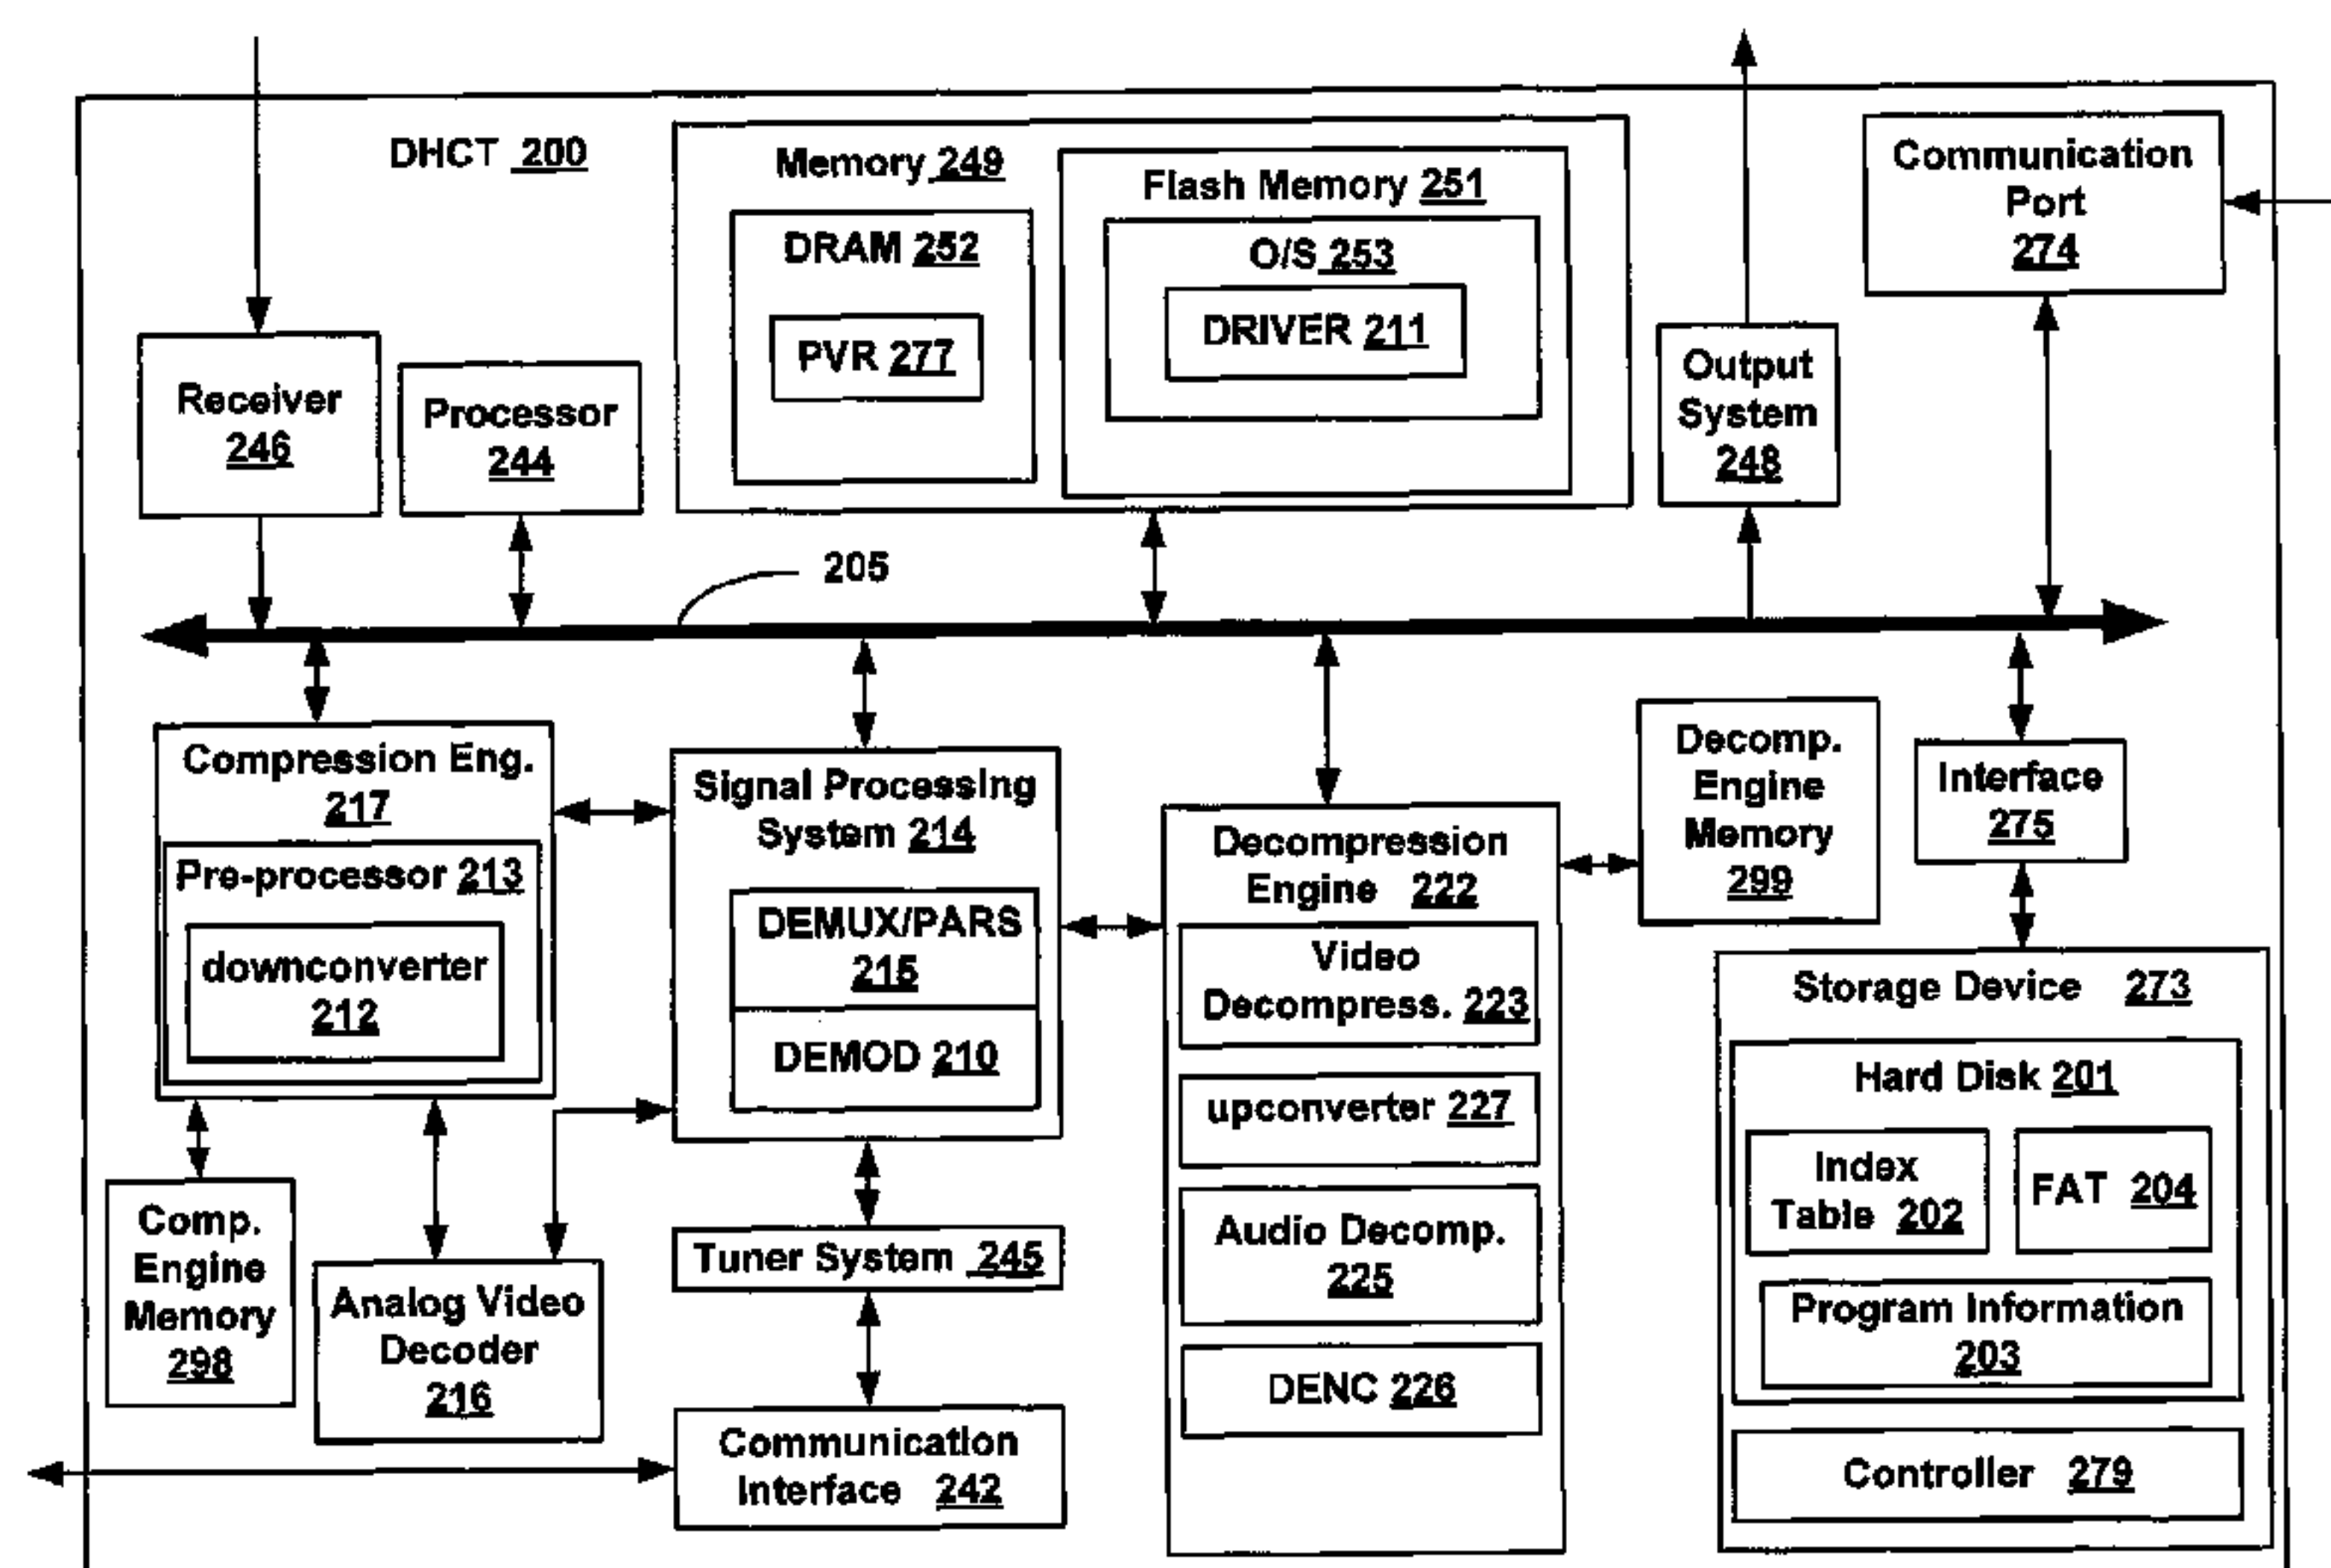 DHCT 200
Memory 249
Flash Memory 251
DRAM 252
O/S 253
PVR 277
DRIVER 211
Communication
Port
274
Receiver
246
Processor
244
Output
System
248
205
Compression Eng.
217
Pre-processor 213
downconverter
212
Signal Processing
System 214
DEMUX/PARS
215
DEMOD 210
Decompression
Engine 222
Video
Decompress. 223
upconverter 227
Audio Decomp.
225
DENC 226
Decomp.
Engine
Memory
299
Interface
275
Storage Device 273
Hard Disk 201
Index
Table 202
FAT 204
Program Information
203
Controller 279
Comp.
Engine
Memory
298
Analog Video
Decoder
216
Tuner System 245
Communication
Interface 242